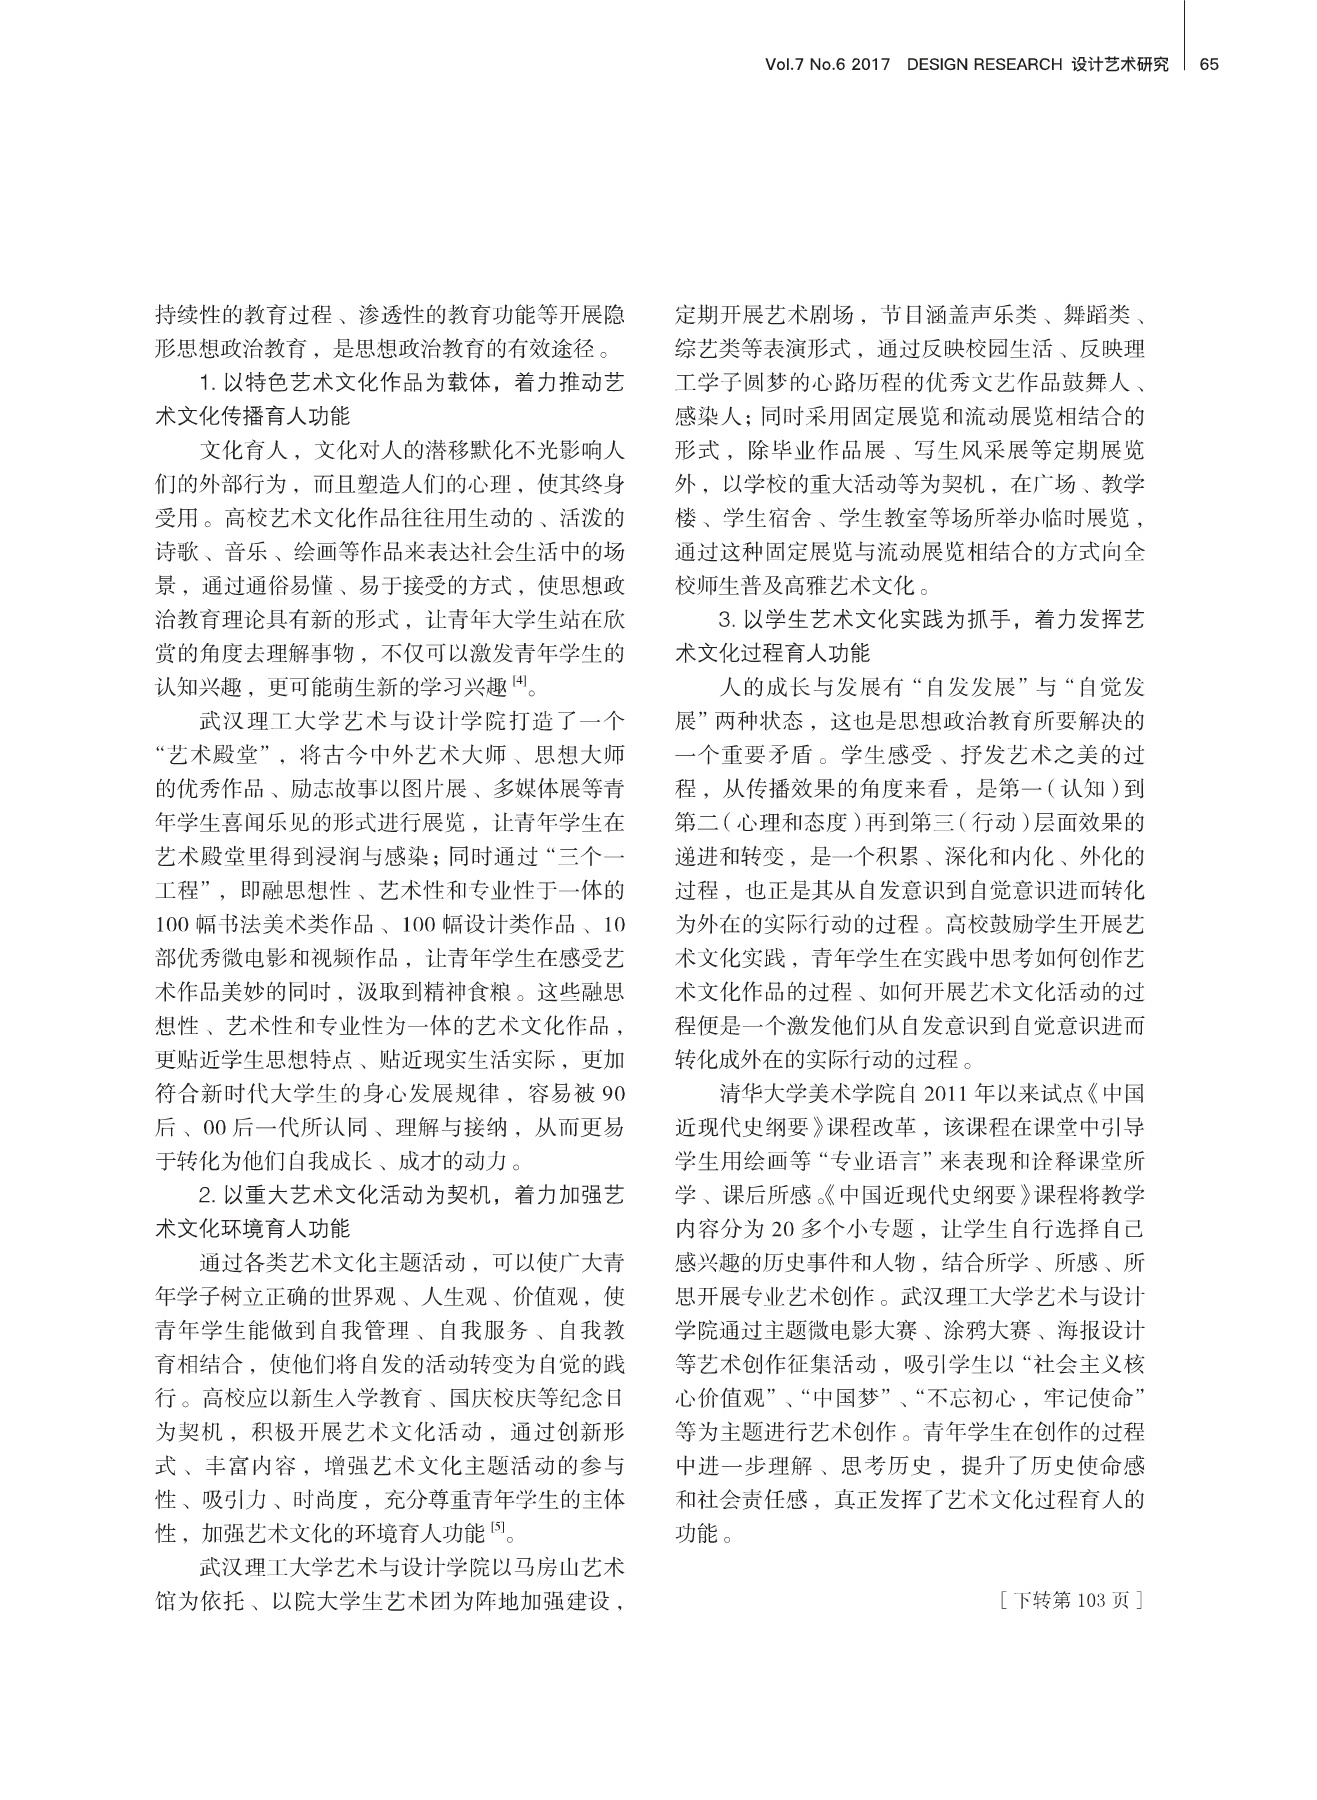 Vol.7 No.6 2017 DESIGN RESEARCH 设计艺术研究 65
持续性的教育过程、渗透性的教育功能等开展隐
形思想政治教育，是思想政治教育的有效途径。
1. 以特色艺术文化作品为载体，着力推动艺
术文化传播育人功能
文化育人，文化对人的潜移默化不光影响人
们的外部行为，而且塑造人们的心理，使其终身
受用。高校艺术文化作品往往用生动的、活泼的
诗歌、音乐、绘画等作品来表达社会生活中的场
景，通过通俗易懂、易于接受的方式，使思想政
治教育理论具有新的形式，让青年大学生站在欣
赏的角度去理解事物，不仅可以激发青年学生的
认知兴趣，更可能萌生新的学习兴趣[4]。
武汉理工大学艺术与设计学院打造了一个
“艺术殿堂”，将古今中外艺术大师、思想大师
的优秀作品、励志故事以图片展、多媒体展等青
年学生喜闻乐见的形式进行展览，让青年学生在
艺术殿堂里得到浸润与感染；同时通过“三个一
工程”，即融思想性、艺术性和专业性于一体的
100 幅书法美术类作品、100 幅设计类作品、10
部优秀微电影和视频作品，让青年学生在感受艺
术作品美妙的同时，汲取到精神食粮。这些融思
想性、艺术性和专业性为一体的艺术文化作品，
更贴近学生思想特点、贴近现实生活实际，更加
符合新时代大学生的身心发展规律，容易被 90
后、00 后一代所认同、理解与接纳，从而更易
于转化为他们自我成长、成才的动力。
2. 以重大艺术文化活动为契机，着力加强艺
术文化环境育人功能
通过各类艺术文化主题活动，可以使广大青
年学子树立正确的世界观、人生观、价值观，使
青年学生能做到自我管理、自我服务、自我教
育相结合，使他们将自发的活动转变为自觉的践
行。高校应以新生入学教育、国庆校庆等纪念日
为契机，积极开展艺术文化活动，通过创新形
式、丰富内容，增强艺术文化主题活动的参与
性、吸引力、时尚度，充分尊重青年学生的主体
性，加强艺术文化的环境育人功能[5]。
武汉理工大学艺术与设计学院以马房山艺术
馆为依托、以院大学生艺术团为阵地加强建设，
定期开展艺术剧场，节目涵盖声乐类、舞蹈类、
综艺类等表演形式，通过反映校园生活、反映理
工学子圆梦的心路历程的优秀文艺作品鼓舞人、
感染人；同时采用固定展览和流动展览相结合的
形式，除毕业作品展、写生风采展等定期展览
外，以学校的重大活动等为契机，在广场、教学
楼、学生宿舍、学生教室等场所举办临时展览，
通过这种固定展览与流动展览相结合的方式向全
校师生普及高雅艺术文化。
3. 以学生艺术文化实践为抓手，着力发挥艺
术文化过程育人功能
人的成长与发展有“自发发展”与“自觉发
展”两种状态，这也是思想政治教育所要解决的
一个重要矛盾。学生感受、抒发艺术之美的过
程，从传播效果的角度来看，是第一（认知）到
第二（心理和态度）再到第三（行动）层面效果的
递进和转变，是一个积累、深化和内化、外化的
过程，也正是其从自发意识到自觉意识进而转化
为外在的实际行动的过程。高校鼓励学生开展艺
术文化实践，青年学生在实践中思考如何创作艺
术文化作品的过程、如何开展艺术文化活动的过
程便是一个激发他们从自发意识到自觉意识进而
转化成外在的实际行动的过程。
清华大学美术学院自 2011 年以来试点《中国
近现代史纲要》课程改革，该课程在课堂中引导
学生用绘画等“专业语言”来表现和诠释课堂所
学、课后所感。《中国近现代史纲要》课程将教学
内容分为 20 多个小专题，让学生自行选择自己
感兴趣的历史事件和人物，结合所学、所感、所
思开展专业艺术创作。武汉理工大学艺术与设计
学院通过主题微电影大赛、涂鸦大赛、海报设计
等艺术创作征集活动，吸引学生以“社会主义核
心价值观”、“中国梦”、“不忘初心，牢记使命”
等为主题进行艺术创作。青年学生在创作的过程
中进一步理解、思考历史，提升了历史使命感
和社会责任感，真正发挥了艺术文化过程育人的
功能。
［下转第 103 页］